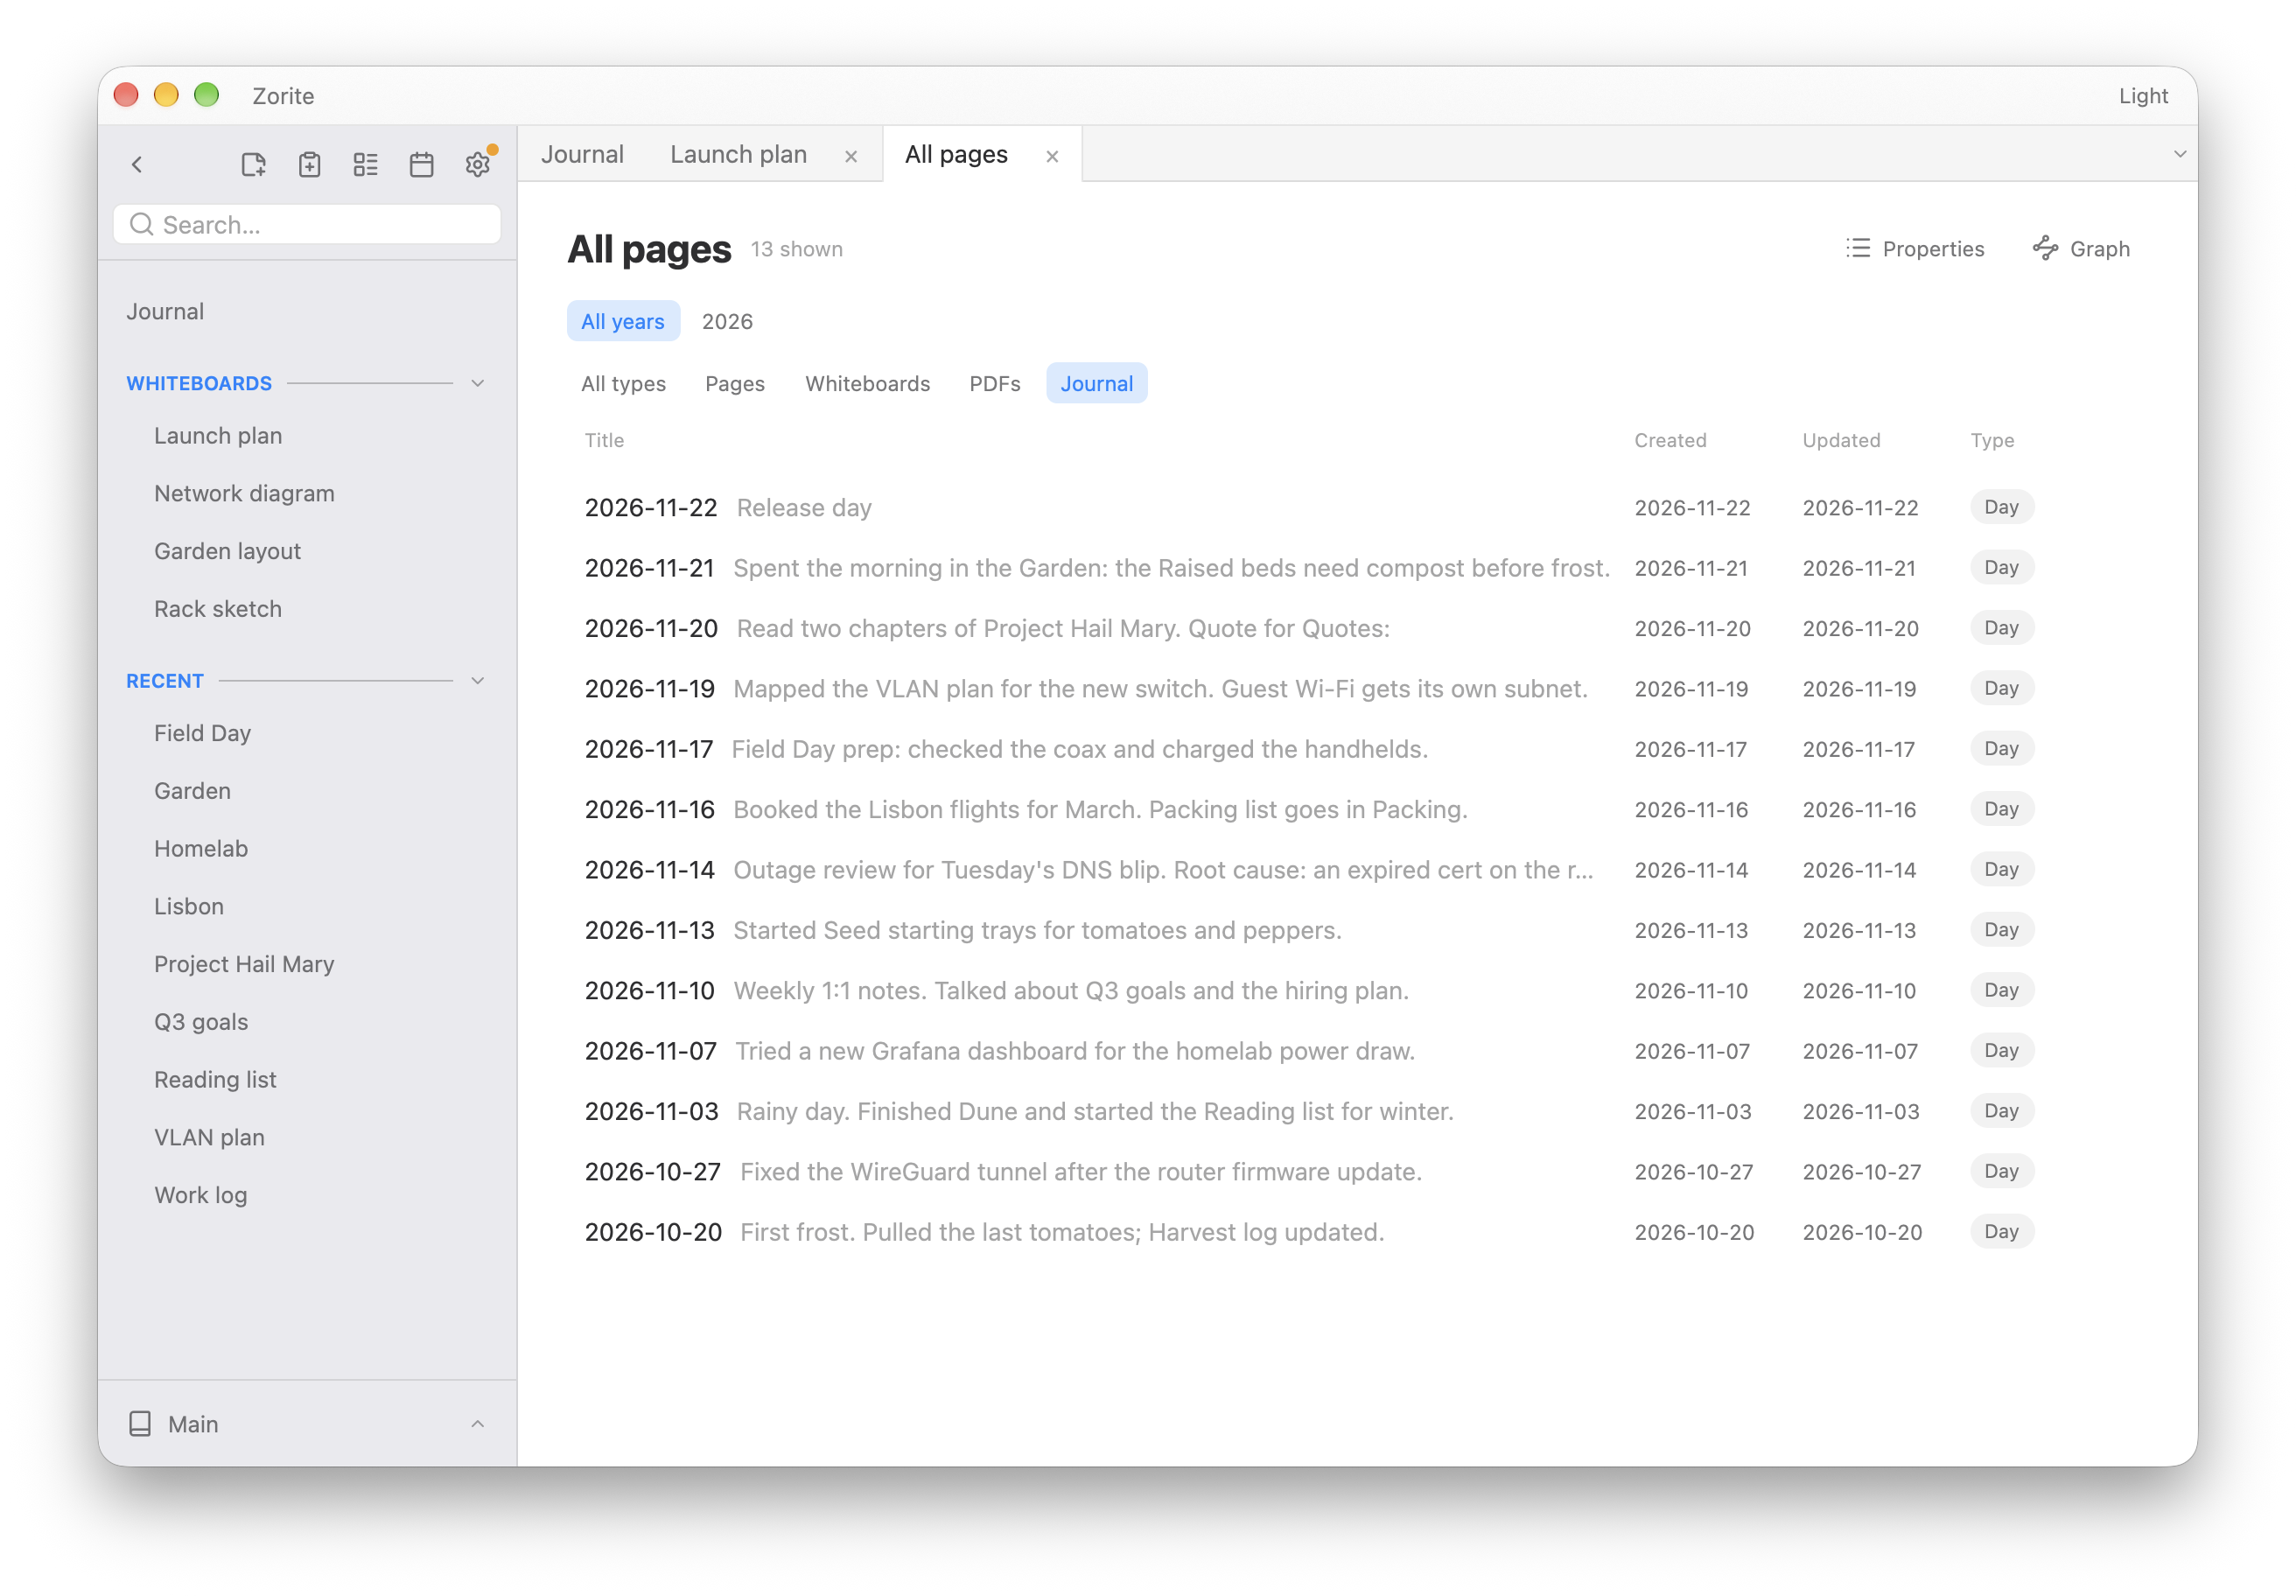 Zorite
Light
Search...
Journal
WHITEBOARDS
Launch plan
Network diagram
Garden layout
Rack sketch
RECENT
Field Day
Garden
Homelab
Lisbon
Project Hail Mary
Q3 goals
Reading list
VLAN plan
Work log
Main
Journal Launch plan All pages
All pages 13 shown
Properties Graph
All years 2026
All types Pages Whiteboards PDFs Journal
Title Created Updated Type
2026-11-22 Release day 2026-11-22 2026-11-22 Day
2026-11-21 Spent the morning in the Garden: the Raised beds need compost before frost. 2026-11-21 2026-11-21 Day
2026-11-20 Read two chapters of Project Hail Mary. Quote for Quotes: 2026-11-20 2026-11-20 Day
2026-11-19 Mapped the VLAN plan for the new switch. Guest Wi-Fi gets its own subnet. 2026-11-19 2026-11-19 Day
2026-11-17 Field Day prep: checked the coax and charged the handhelds. 2026-11-17 2026-11-17 Day
2026-11-16 Booked the Lisbon flights for March. Packing list goes in Packing. 2026-11-16 2026-11-16 Day
2026-11-14 Outage review for Tuesday's DNS blip. Root cause: an expired cert on the r... 2026-11-14 2026-11-14 Day
2026-11-13 Started Seed starting trays for tomatoes and peppers. 2026-11-13 2026-11-13 Day
2026-11-10 Weekly 1:1 notes. Talked about Q3 goals and the hiring plan. 2026-11-10 2026-11-10 Day
2026-11-07 Tried a new Grafana dashboard for the homelab power draw. 2026-11-07 2026-11-07 Day
2026-11-03 Rainy day. Finished Dune and started the Reading list for winter. 2026-11-03 2026-11-03 Day
2026-10-27 Fixed the WireGuard tunnel after the router firmware update. 2026-10-27 2026-10-27 Day
2026-10-20 First frost. Pulled the last tomatoes; Harvest log updated. 2026-10-20 2026-10-20 Day